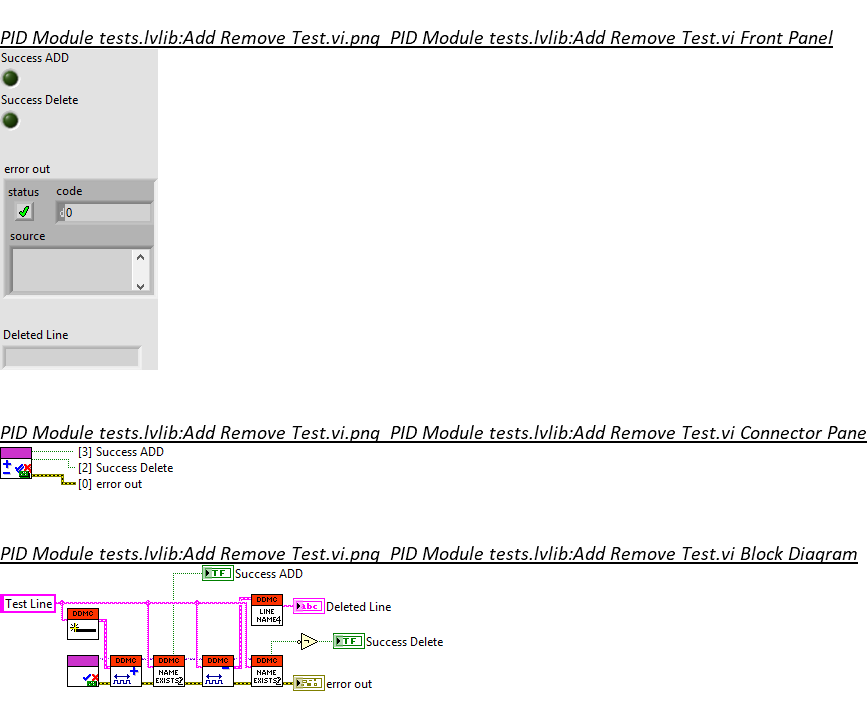 PID Module tests.lvlib:Add Remove Test.vi.png PID Module tests.lvlib:Add Remove Test.vi Front Panel
Success ADD
Success Delete
error out
status code
0
source
Deleted Line
PID Module tests.lvlib:Add Remove Test.vi.png PID Module tests.lvlib:Add Remove Test.vi Connector Pane
[3] Success ADD
[2] Success Delete
[0] error out
PID Module tests.lvlib:Add Remove Test.vi.png PID Module tests.lvlib:Add Remove Test.vi Block Diagram
TF Success ADD
Test Line
DDMC
DDMC
LINE
NAME
abc Deleted Line
TF Success Delete
DDMC
DDMC
NAME
EXISTS?
DDMC
DDMC
NAME
EXISTS?
error out